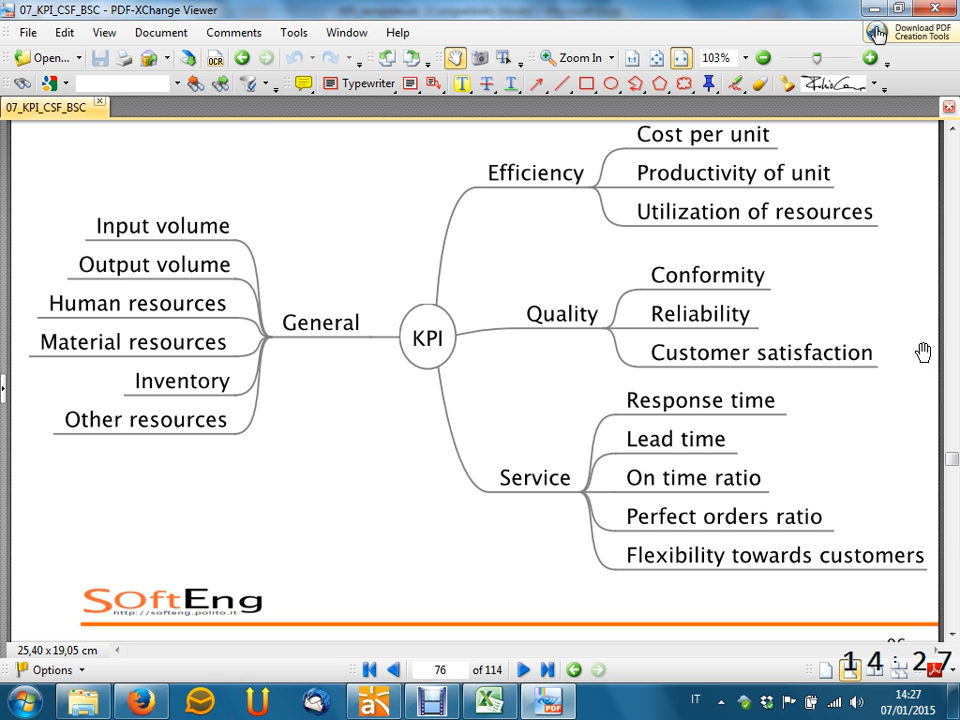 07_KPI_CSF_BSC - PDF-XChange Viewer
File Edit View Document Comments Tools Window Help
Download PDF
Creation Tools
Open... OCR Zoom In 103%
Typewriter
07_KPI_CSF_BSC
Cost per unit
Efficiency
Productivity of unit
Utilization of resources
Input volume
Output volume
Human resources
Material resources
Inventory
Other resources
General
KPI
Conformity
Quality
Reliability
Customer satisfaction
Response time
Lead time
Service
On time ratio
Perfect orders ratio
Flexibility towards customers
SOftEng
http://softeng.polito.it
25,40 x 19,05 cm
Options 76 of 114
14:27
IT
PDF
14:27
07/01/2015